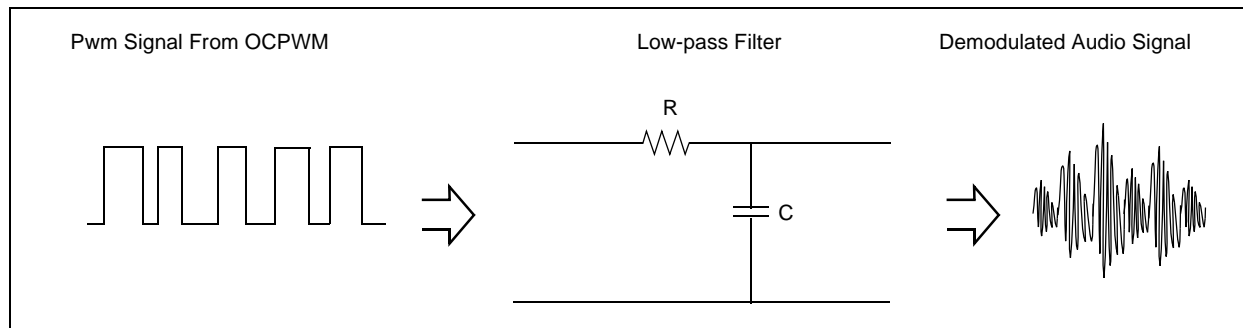 Pwm Signal From OCPWM
Low-pass Filter
Demodulated Audio Signal
R
C